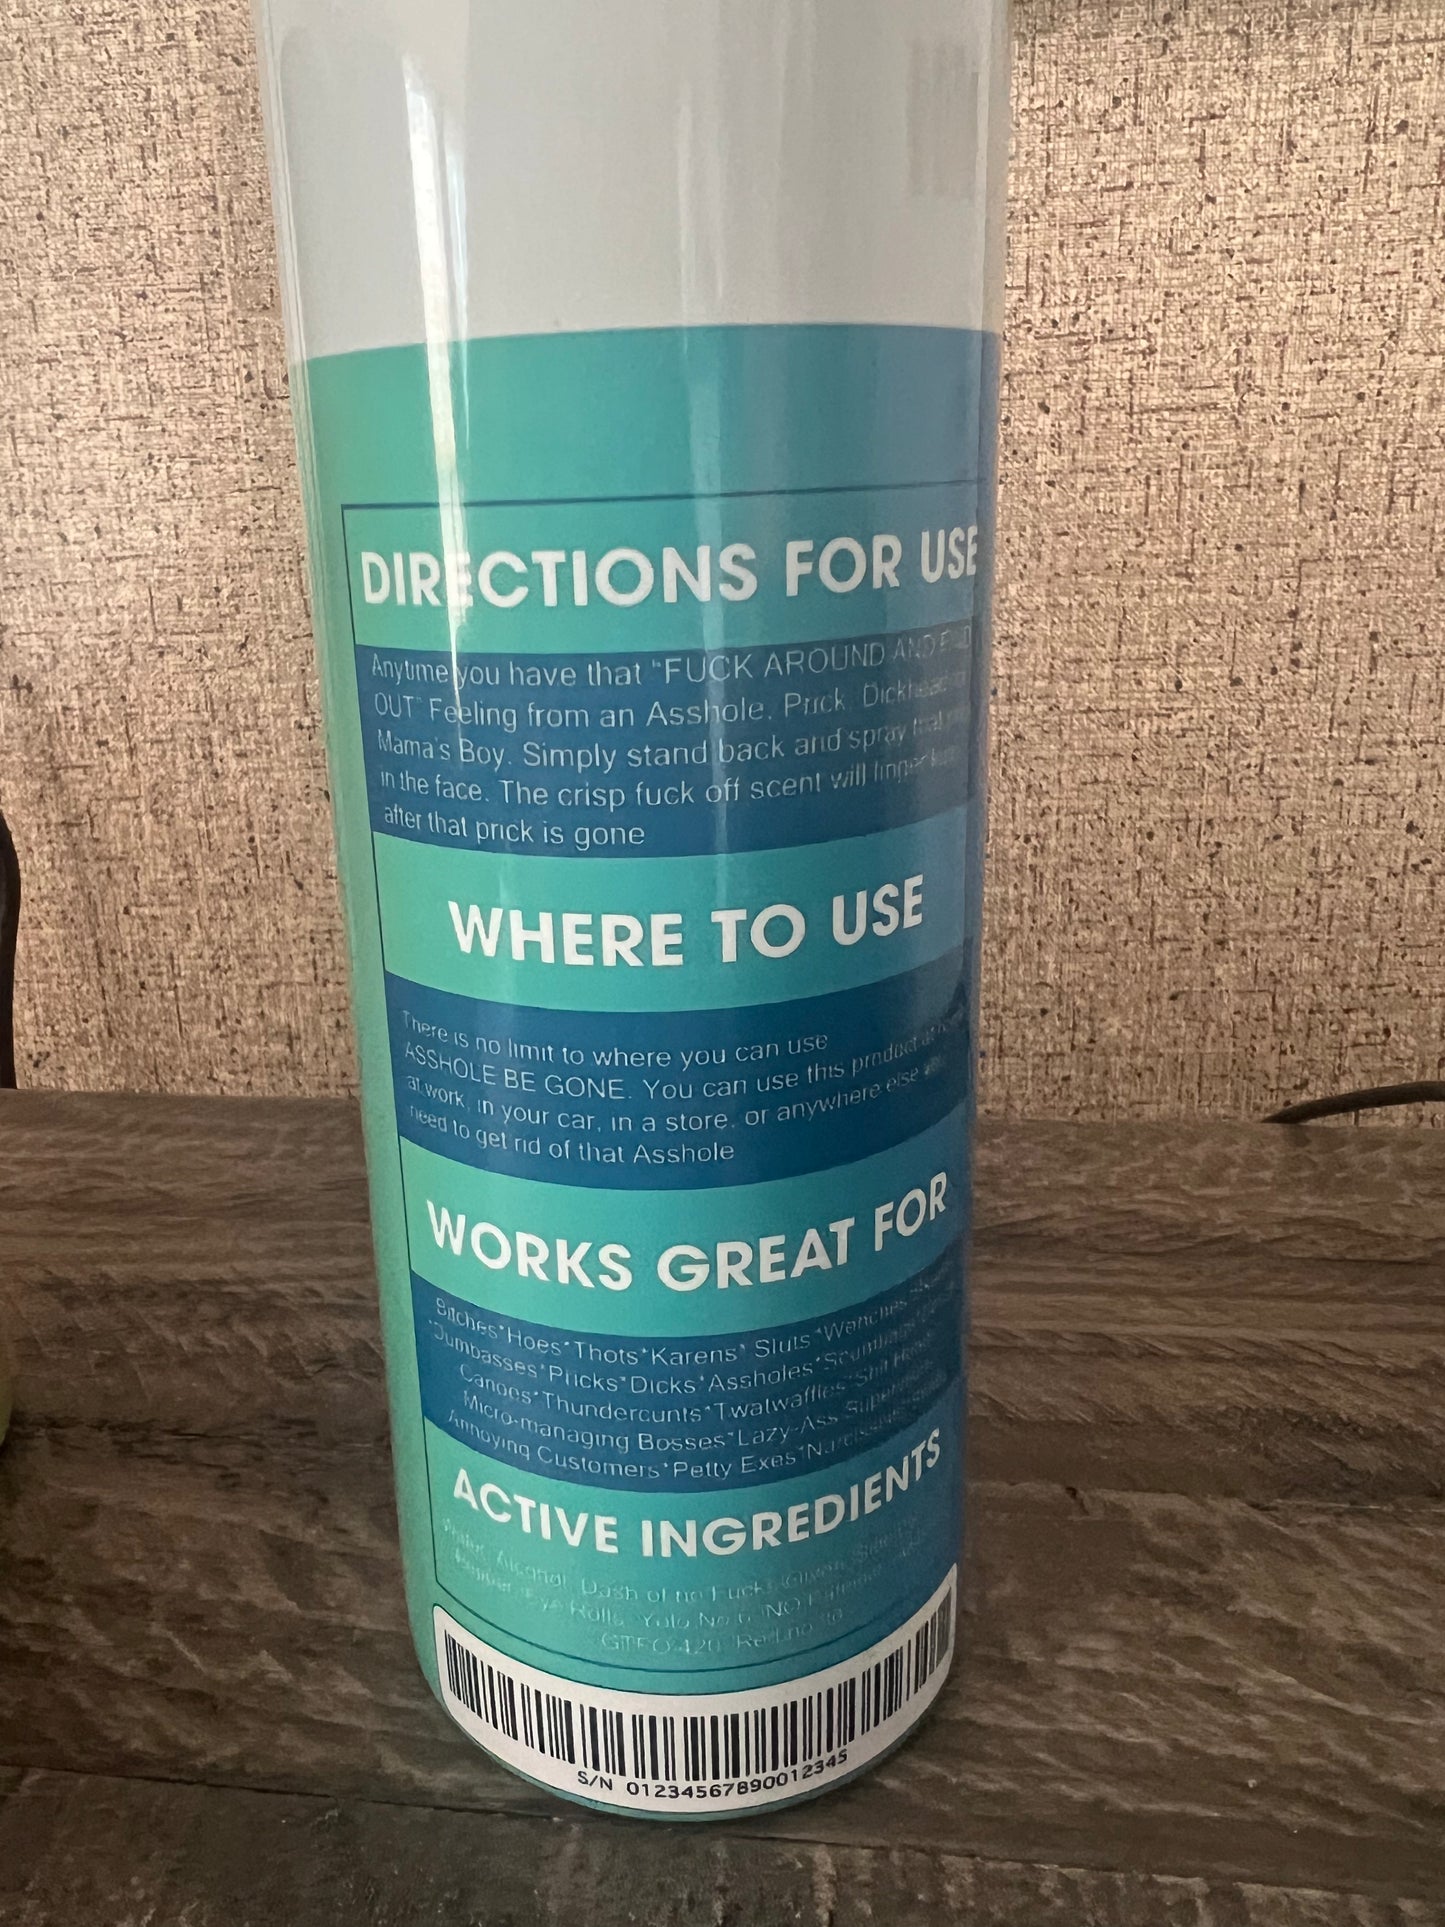 DIRECTIONS FOR USE
Anytime you have that "FUCK AROUND AND FIND
OUT" Feeling from an Asshole, Prick, Dickhead
Mama's Boy. Simply stand back and spray
in the face. The crisp fuck off scent will linger
after that prick is gone
WHERE TO USE
There is no limit to where you can use
ASSHOLE BE GONE. You can use this product
at work, in your car, in a store, or anywhere else
need to get rid of that Asshole
WORKS GREAT FOR
Bitches*Hoes*Thots*Karens* Sluts *Wenches
*Dumbasses*Pricks*Dicks*Assholes*Scumbags
Canoes*Thundercunts*Twatwaffles*Shit
Micro-managing Bosses*Lazy-Ass
Annoying Customers*Petty Exes
ACTIVE INGREDIENTS
Alcohol, Dash of no Fucks
Eye Rolls, Yolo No 6
GTFO 420
S/N 01234567890012345